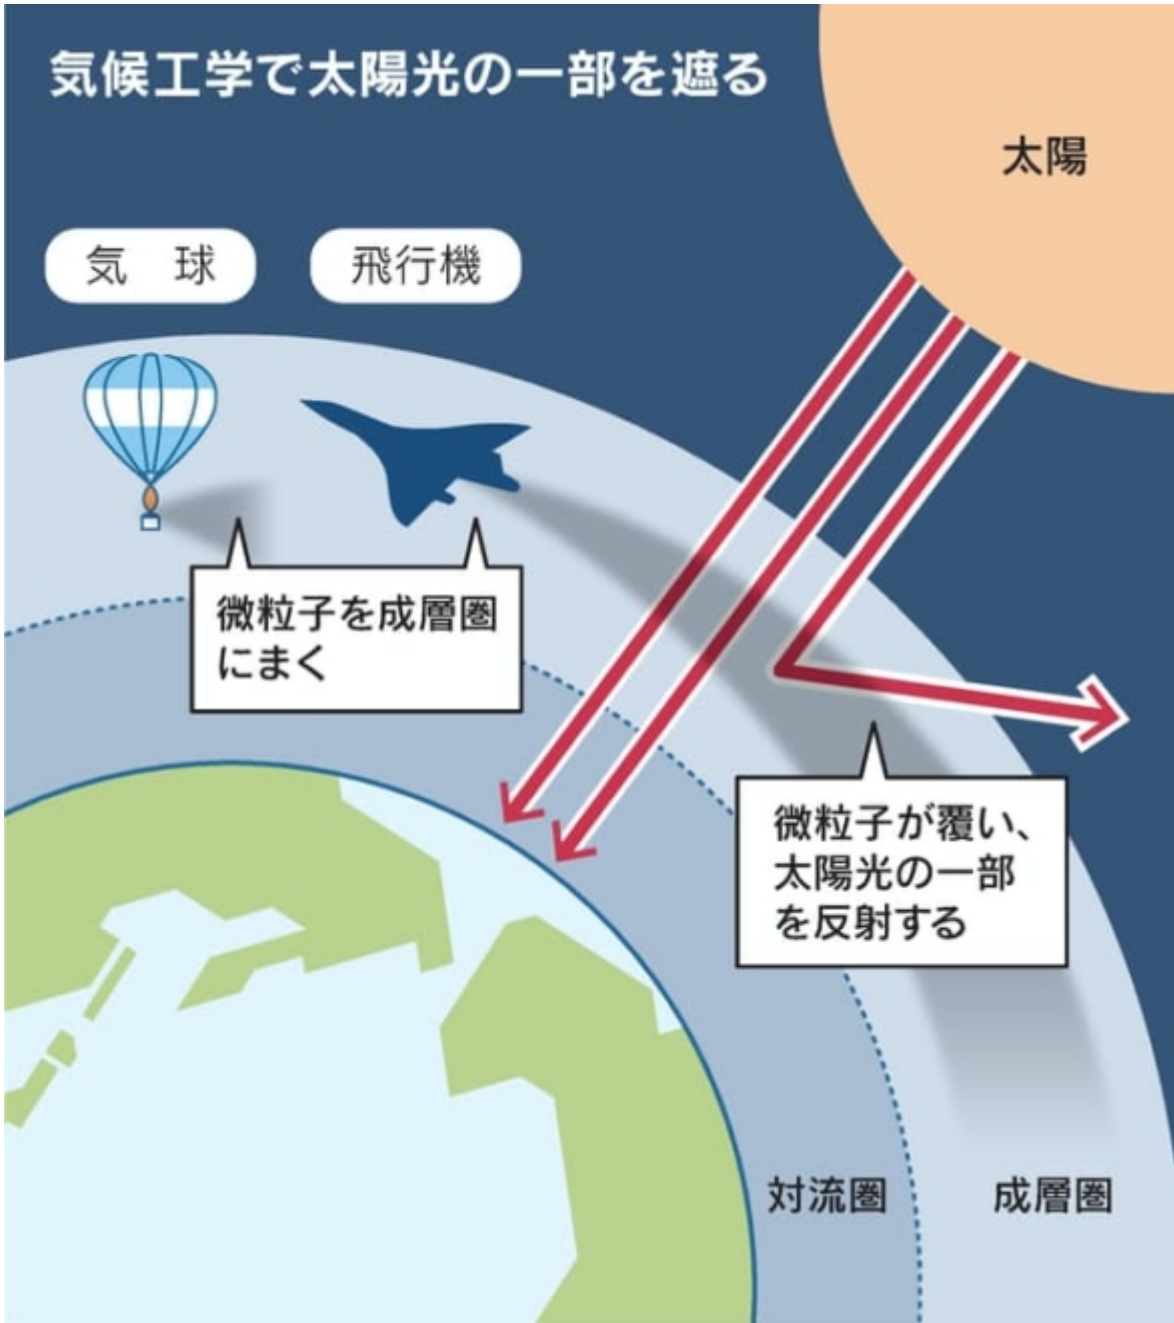 気候工学で太陽光の一部を遮る
太陽
気　球
飛行機
微粒子を成層圏
にまく
微粒子が覆い、
太陽光の一部
を反射する
対流圏
成層圏